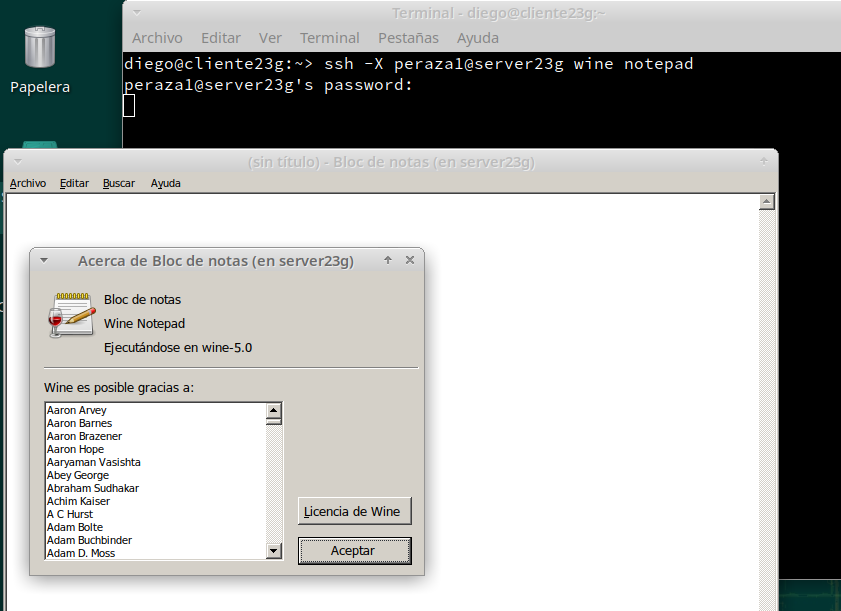 Terminal - diego@cliente23g:~
Archivo Editar Ver Terminal Pestañas Ayuda
diego@cliente23g:~> ssh -X peraza1@server23g wine notepad
peraza1@server23g's password:
Papelera
(sin título) - Bloc de notas (en server23g)
Archivo Editar Buscar Ayuda
Acerca de Bloc de notas (en server23g)
Bloc de notas
Wine Notepad
Ejecutándose en wine-5.0
Wine es posible gracias a:
Aaron Arvey
Aaron Barnes
Aaron Brazener
Aaron Hope
Aaryaman Vasishta
Abey George
Abraham Sudhakar
Achim Kaiser
A C Hurst
Adam Bolte
Adam Buchbinder
Adam D. Moss
Licencia de Wine
Aceptar